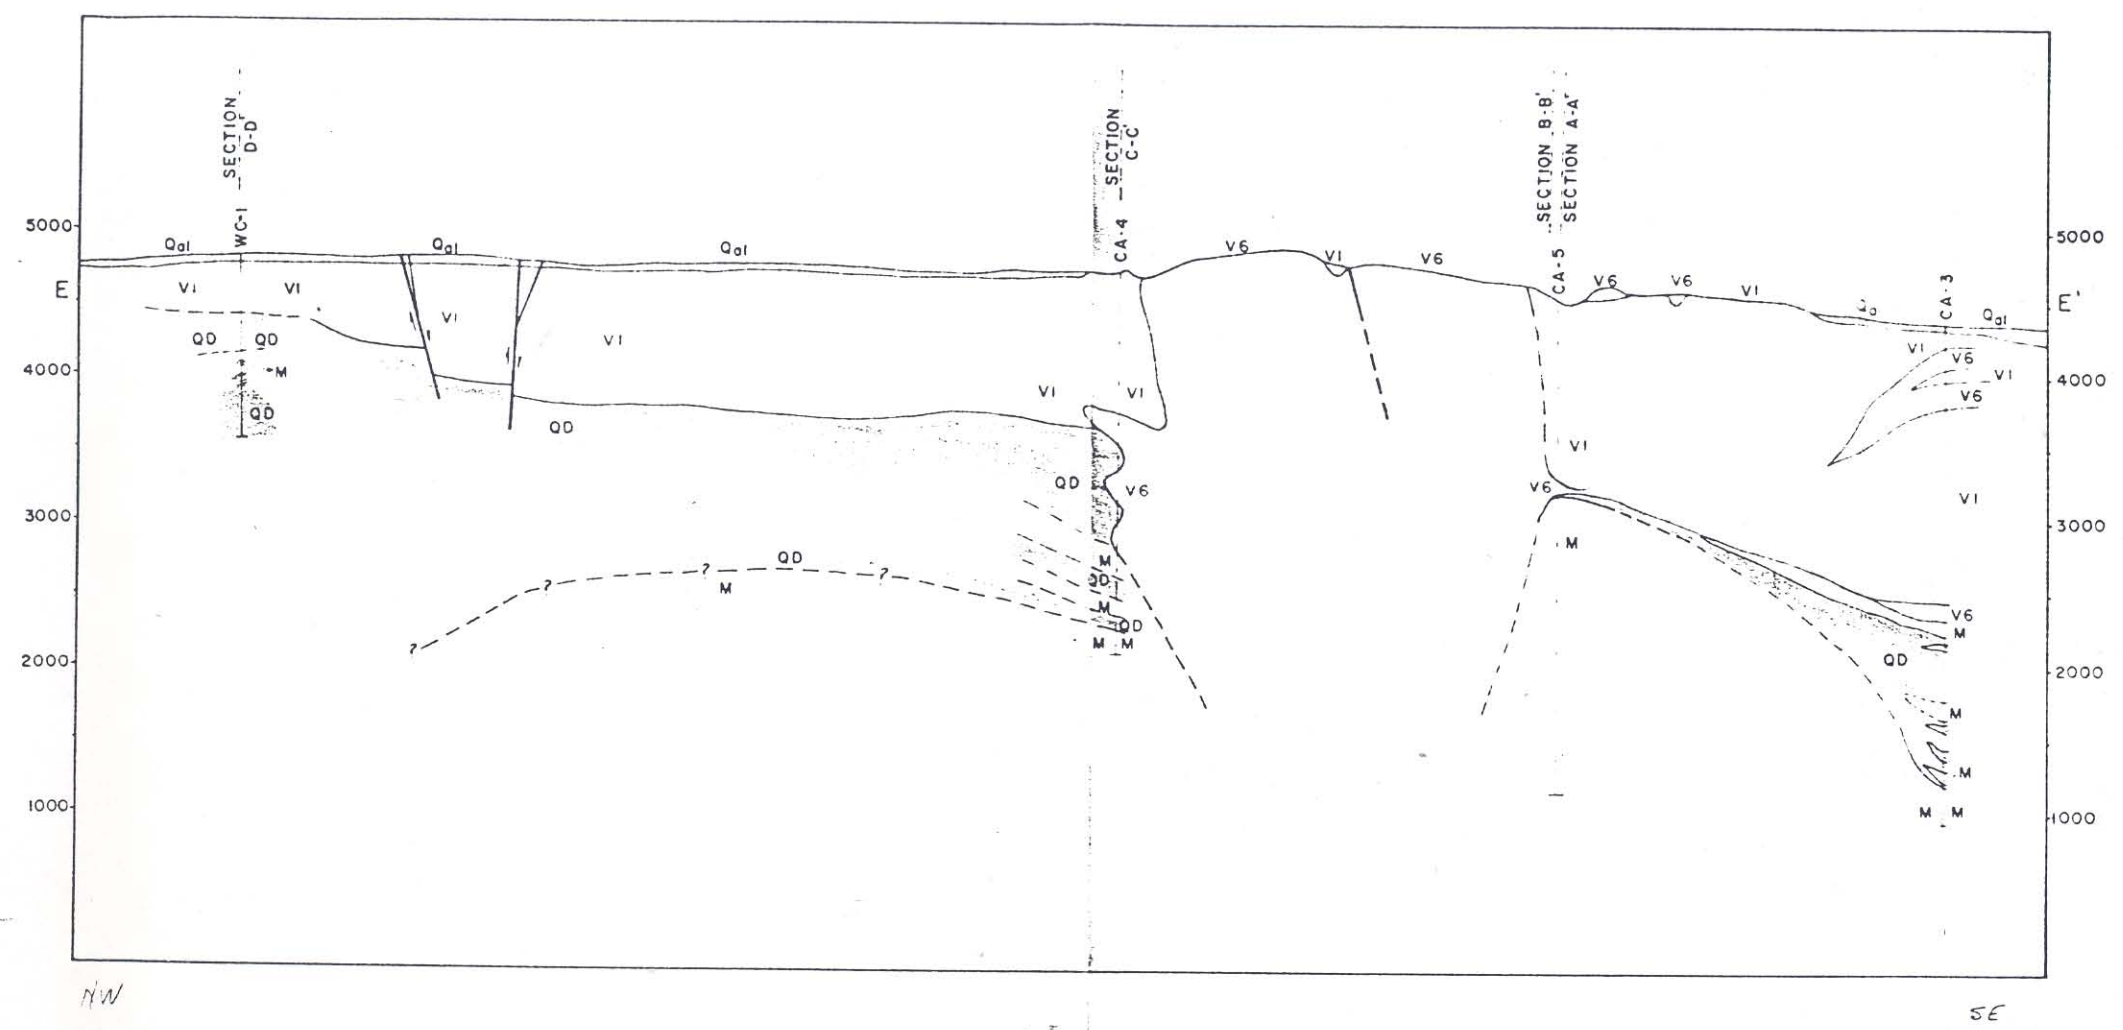 SECTION
D-D'
WC-1
SECTION
C-C'
CA-4
SECTION B-B'
SECTION A-A'
CA-5
CA-3
5000
5000
Qal
Qal
Qal
V6
V1
V6
V6
V6
V1
Qal
E
E'
V1
V1
V1
V1
V1
V6
V1
V6
QD
QD
4000
4000
M
QD
V1
V1
QD
V1
QD
V6
V6
V1
3000
3000
M
QD
M
M
QD
M
QD
M
M
V6
M
QD
2000
2000
M
M
1000
1000
M
M
?
?
?
?
NW
SE